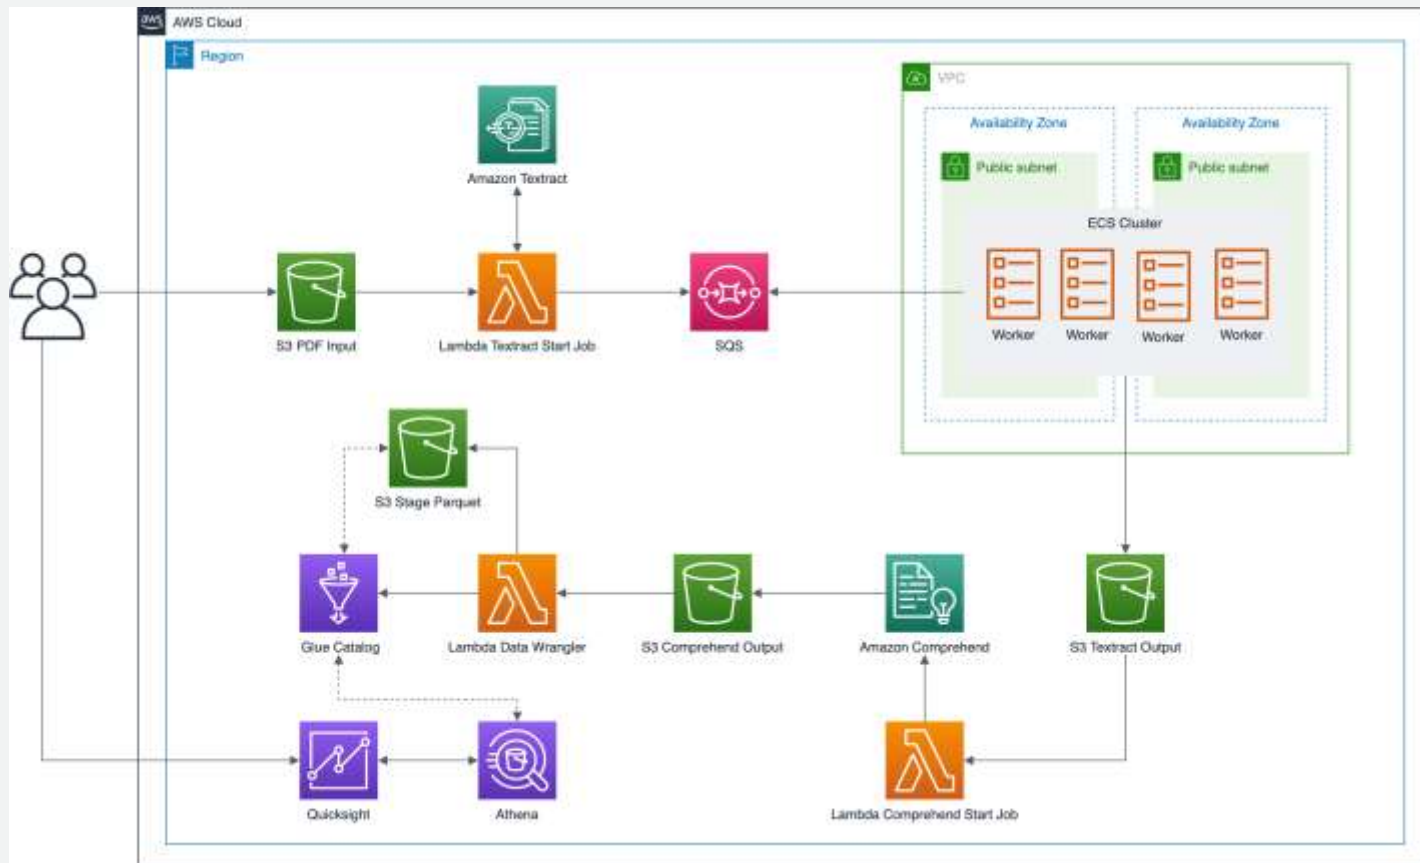 aws
AWS Cloud
Region
VPC
Availability Zone
Availability Zone
Public subnet
Public subnet
Amazon Textract
ECS Cluster
Worker
Worker
Worker
Worker
S3 PDF Input
Lambda Textract Start Job
SQS
S3 Stage Parquet
Glue Catalog
Lambda Data Wrangler
S3 Comprehend Output
Amazon Comprehend
S3 Textract Output
Quicksight
Athena
Lambda Comprehend Start Job